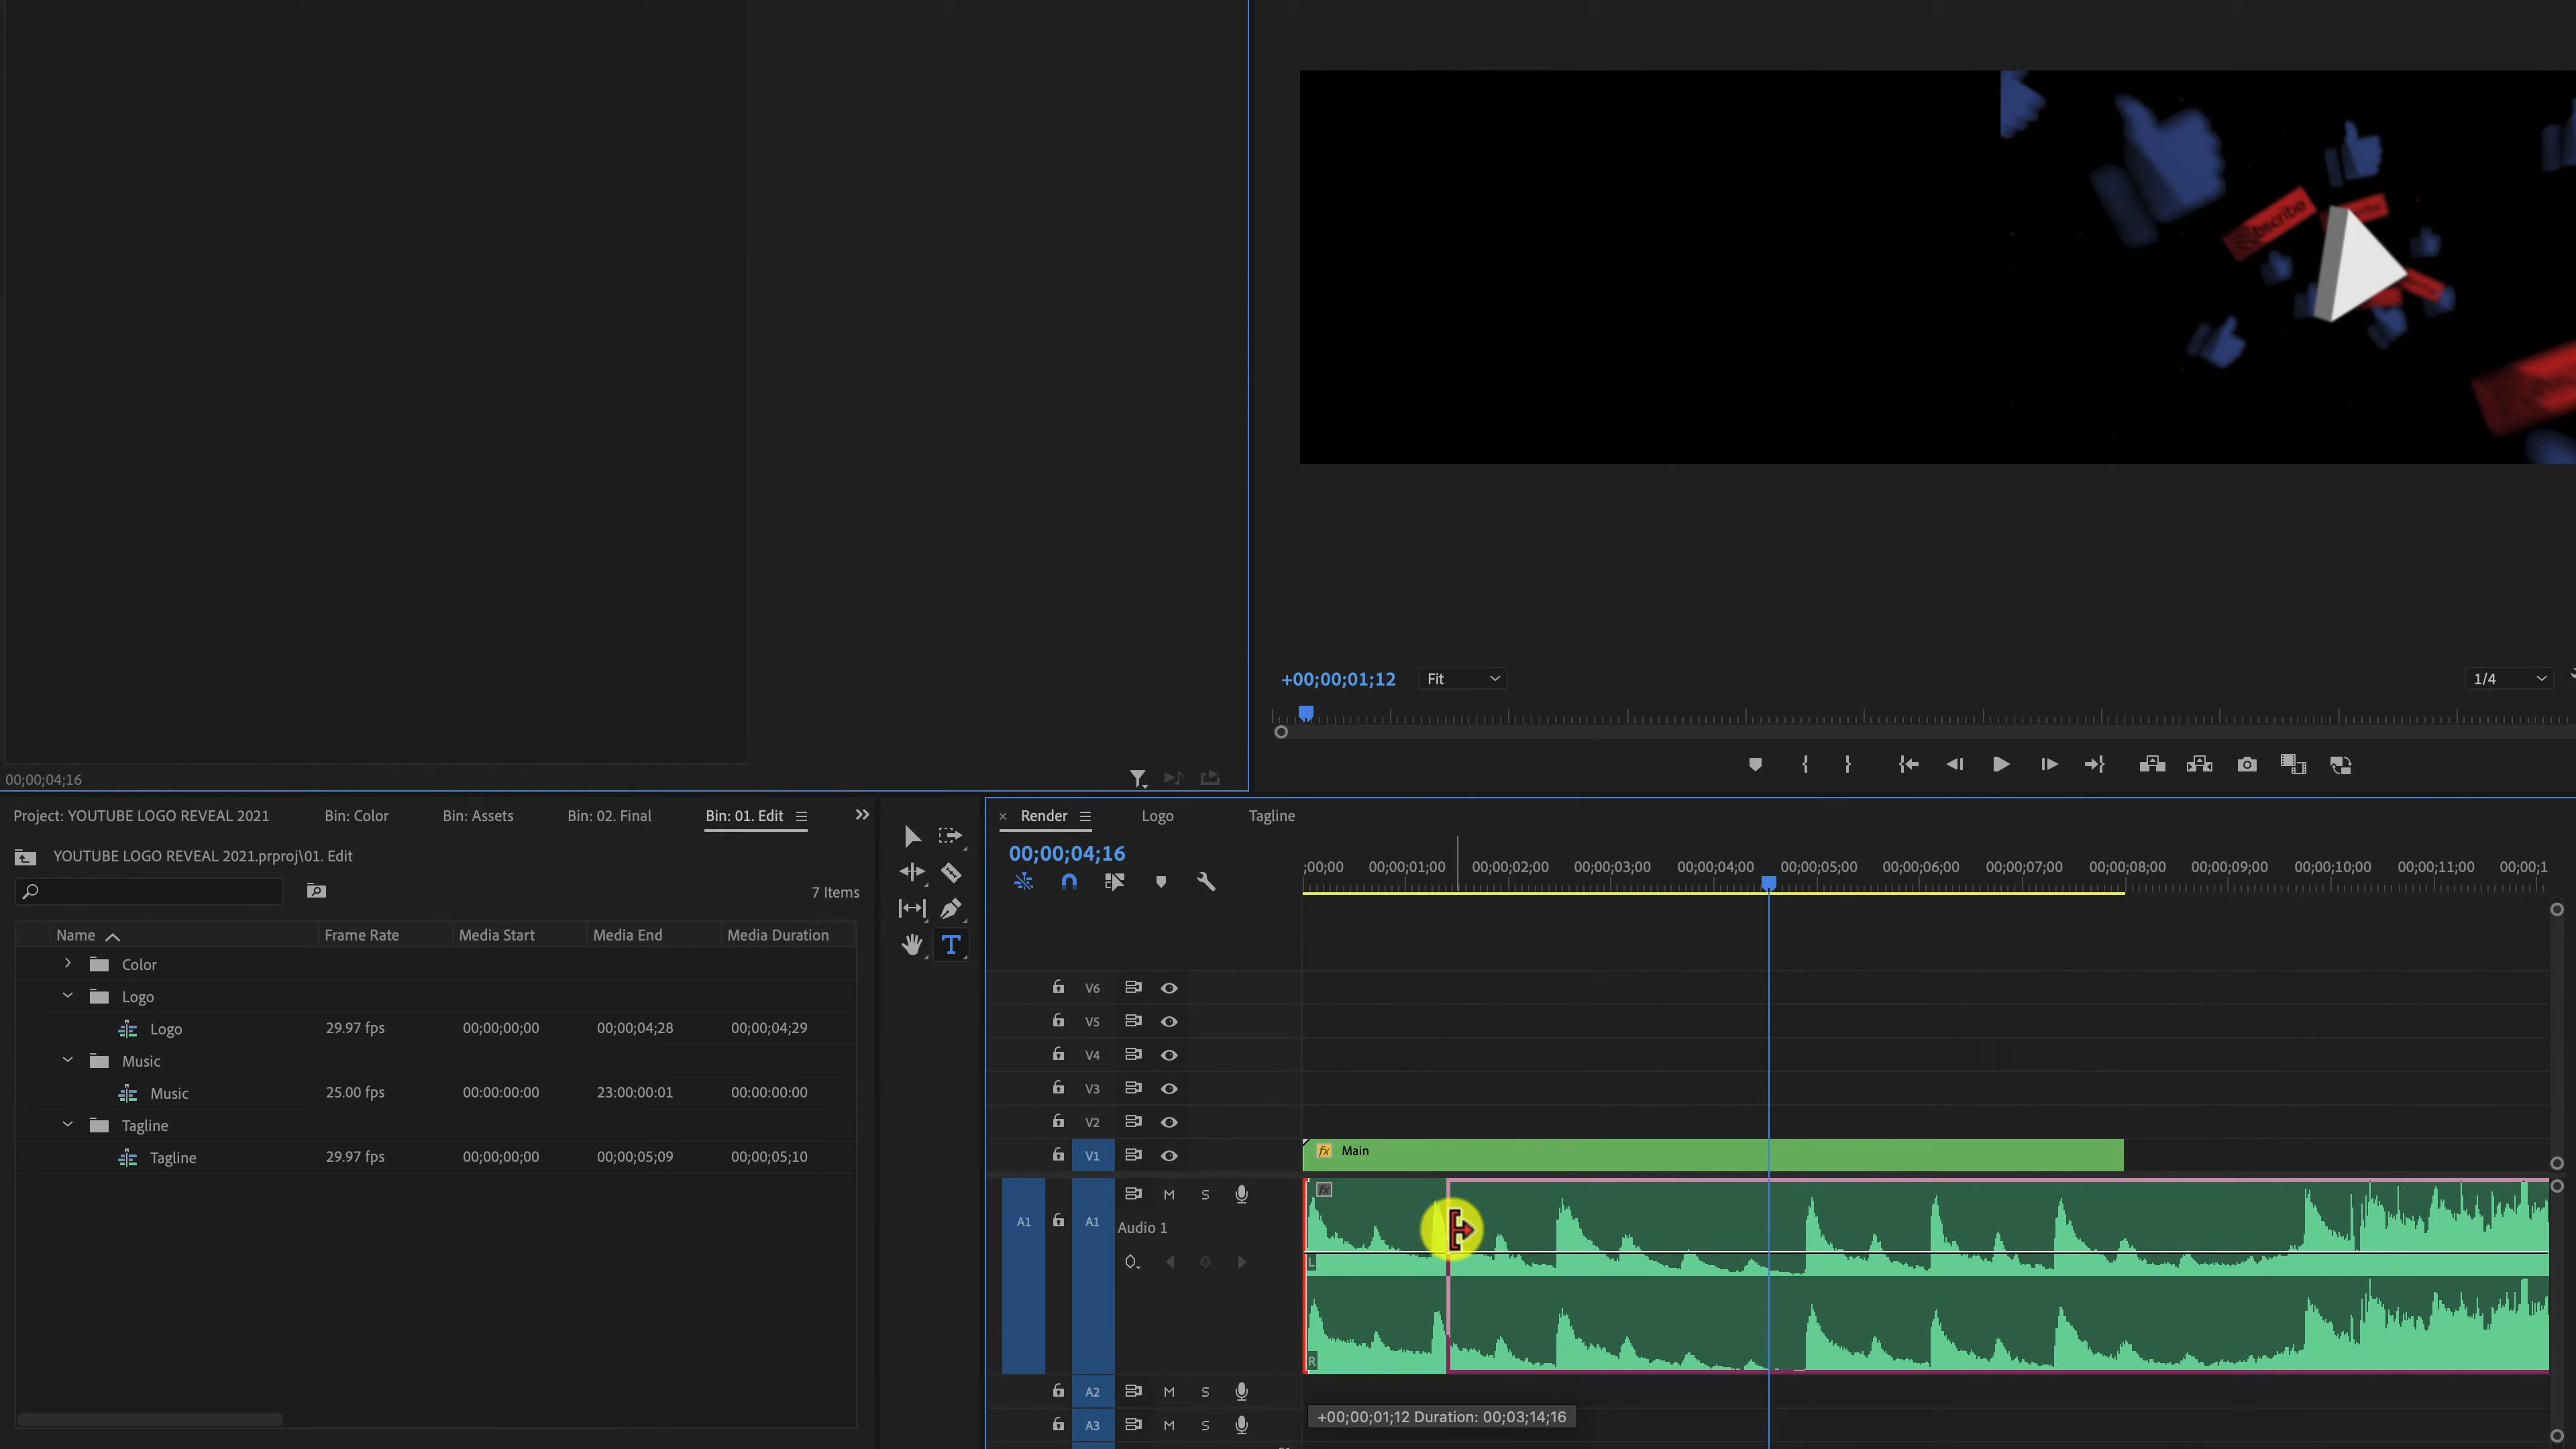 Subscribe
+00;00;01;12
Fit
1/4
00;00;04;16
Project: YOUTUBE LOGO REVEAL 2021
Bin: Color
Bin: Assets
Bin: 02. Final
Bin: 01. Edit
YOUTUBE LOGO REVEAL 2021.prproj\01. Edit
7 Items
Name Frame Rate Media Start Media End Media Duration
Color
Logo
Logo 29.97 fps 00;00;00;00 00;00;04;28 00;00;04;29
Music
Music 25.00 fps 00:00:00:00 23:00:00:01 00:00:00:00
Tagline
Tagline 29.97 fps 00;00;00;00 00;00;05;09 00;00;05;10
T
Render Logo Tagline
00;00;04;16
;00;00 00;00;01;00 00;00;02;00 00;00;03;00 00;00;04;00 00;00;05;00 00;00;06;00 00;00;07;00 00;00;08;00 00;00;09;00 00;00;10;00 00;00;11;00 00;00;1
V6
V5
V4
V3
V2
V1
fx Main
A1 A1 M S
fx
Audio 1
L
R
A2 M S
A3 M S
+00;00;01;12 Duration: 00;03;14;16